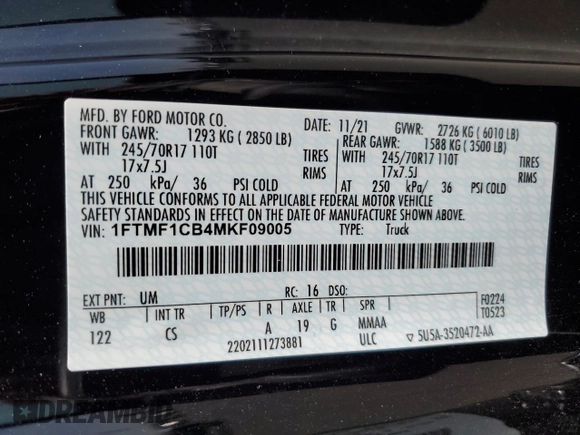 MFD. BY FORD MOTOR CO.
DATE: 11/21 GVWR: 2726 KG ( 6010 LB)
FRONT GAWR: 1293 KG ( 2850 LB)
REAR GAWR: 1588 KG ( 3500 LB)
WITH 245/70R17 110T TIRES
WITH 245/70R17 110T TIRES
17x7.5J RIMS
17x7.5J RIMS
AT 250 kPa/ 36 PSI COLD
AT 250 kPa/ 36 PSI COLD
THIS VEHICLE CONFORMS TO ALL APPLICABLE FEDERAL MOTOR VEHICLE
SAFETY STANDARDS IN EFFECT ON THE DATE OF MANUFACTURE SHOWN ABOVE.
VIN: 1FTMF1CB4MKF09005 TYPE: Truck
EXT PNT: UM RC: 16 DSO: F0224
WB INT TR TP/PS R AXLE TR SPR T0523
122 CS A 19 G MMAA
2202111273881 ULC ▽ 5U5A-3520472-AA
DREAMBID